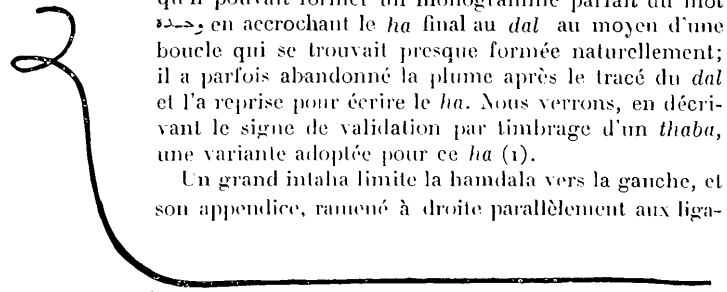 qu'il pouvait former un monogramme parfait du mot
وحده, en accrochant le ha final au dal au moyen d'une
boucle qui se trouvait presque formée naturellement;
il a parfois abandonné la plume après le tracé du dal
et l'a reprise pour écrire le ha. Nous verrons, en décri-
vant le signe de validation par timbrage d'un thaba,
une variante adoptée pour ce ha (1).
Un grand intaha limite la hamdala vers la gauche, et
son appendice, ramené à droite parallèlement aux liga-